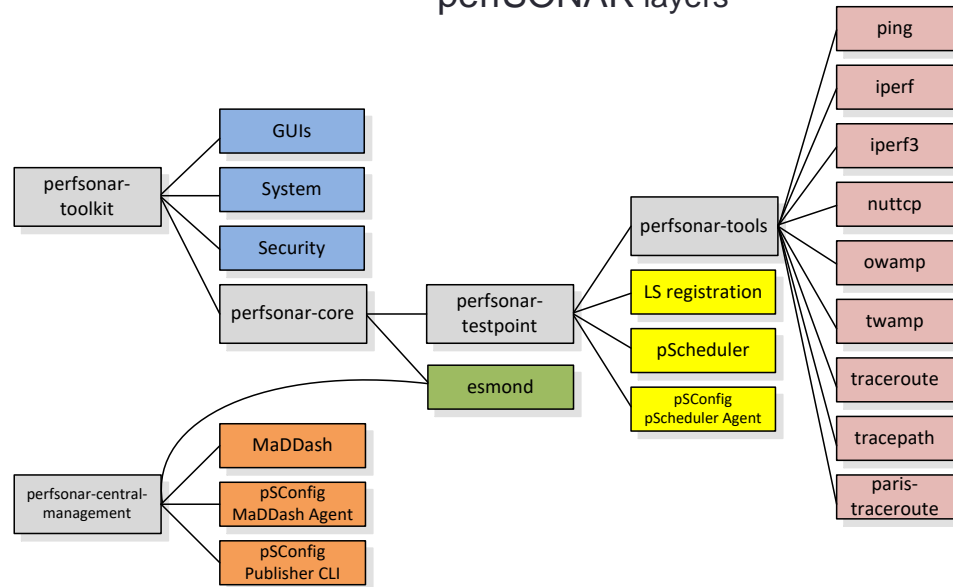 perfSONAR layers
ping
iperf
iperf3
nuttcp
owamp
twamp
traceroute
tracepath
paris-
traceroute
perfsonar-tools
LS registration
pScheduler
pSConfig
pScheduler Agent
perfsonar-
testpoint
esmond
GUIs
System
Security
perfsonar-core
perfsonar-
toolkit
MaDDash
pSConfig
MaDDash Agent
pSConfig
Publisher CLI
perfsonar-central-
management